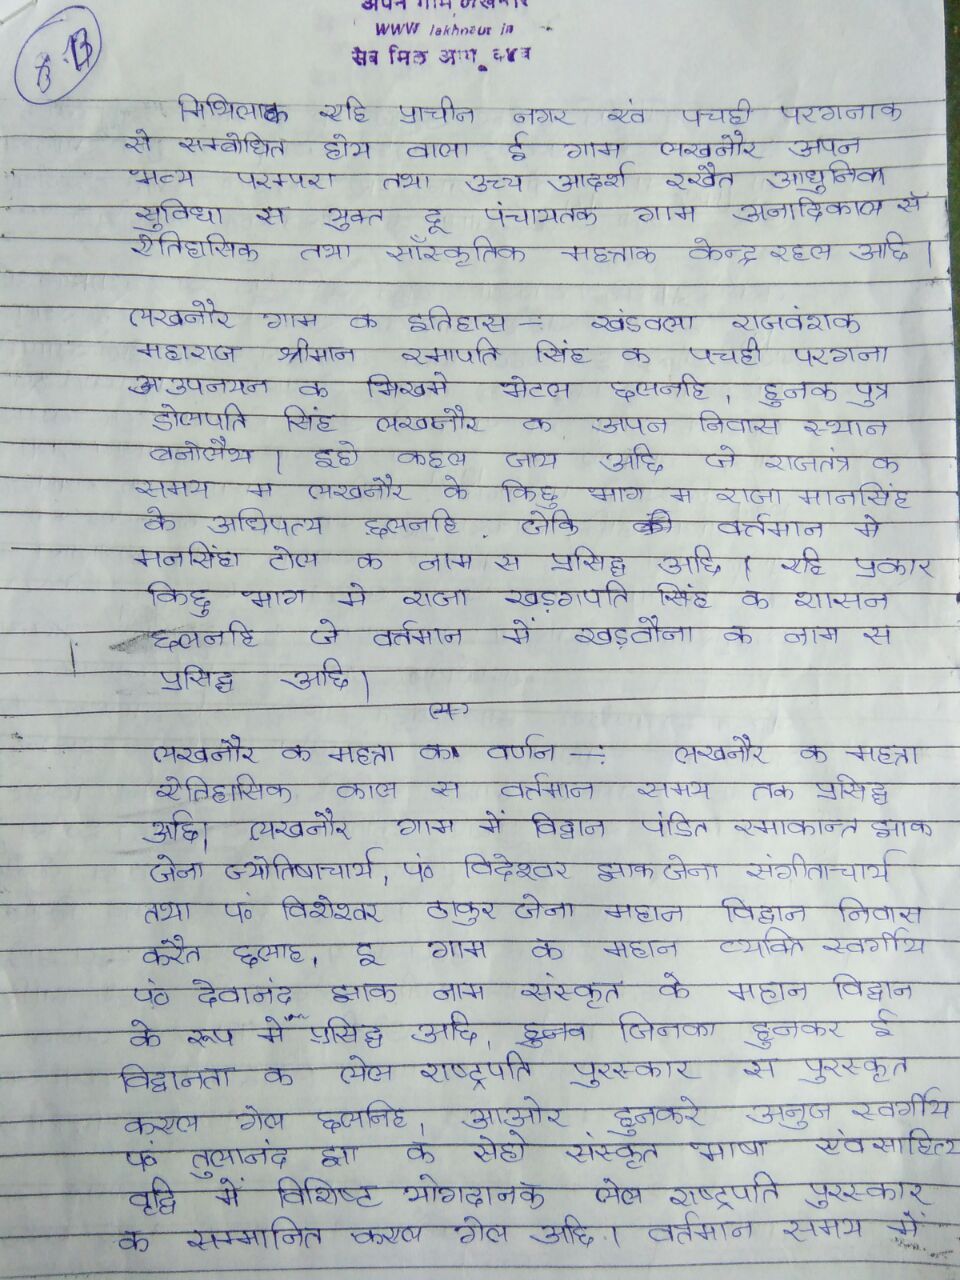 अपन गाम लखनौर
www lakhnaur in
सब मिल आगू बढ़ब
B
मिथिलाक एहि प्राचीन नगर एवं पचही परगनाक
से सम्बोधित होय वाला ई गाम लखनौर अपन
भव्य परम्परा तथा उच्च आदर्श रखैत आधुनिक
सुविधा स युक्त दू पंचायतक गाम अनादिकाल सँ
ऐतिहासिक तथा साँस्कृतिक महत्ताक केन्द्र रहल अछि।
लखनौर गाम क इतिहास — खंडवला राजवंशक
महाराज श्रीमान रमापति सिंह क पचही परगना
उपनयन क भिखमे भेटल छलनहि, हुनक पुत्र
डोलपति सिंह लखनौर क अपन निवास स्थान
बनोलैथ। इहो कहल जाय अछि जे राजतंत्र क
समय म लखनौर के किछु भाग म राजा मानसिंह
के अधिपत्य छलनहि जेकि वर्तमान मे
मनसिंहा टोल क नाम स प्रसिद्ध अछि। एहि प्रकार
किछु भाग मे राजा खड़गपति सिंह क शासन
छलनहि जे वर्तमान में खड़वौना क नाम स
प्रसिद्ध अछि।
लखनौर क महत्ता का वर्णन — लखनौर क महत्ता
ऐतिहासिक काल स वर्तमान समय तक प्रसिद्ध
अछि। लखनौर गाम में विद्वान पंडित रमाकान्त झाक
जेना ज्योतिषाचार्य, पं० विदेश्वर झाक जेना संगीताचार्य
तथा पं० विशेश्वर ठाकुर जेना महान विद्वान निवास
करैत छलाह, इ गाम क महान व्यक्ति स्वर्गीय
पं० देवानंद झाक नाम संस्कृत के महान विद्वान
के रूप में प्रसिद्ध अछि, हुनव जिनका हुनकर ई
विद्वानता क लेल राष्ट्रपति पुरस्कार स पुरस्कृत
करल गेल छलनिह, आओर हुनकरे अनुज स्वर्गीय
पं० तुलानंद झा क सेहो संस्कृत भाषा एवं साहित्य
वृद्धि में विशिष्ट योगदानक लेल राष्ट्रपति पुरस्कार
क सम्मानित करल गेल अछि। वर्तमान समय में